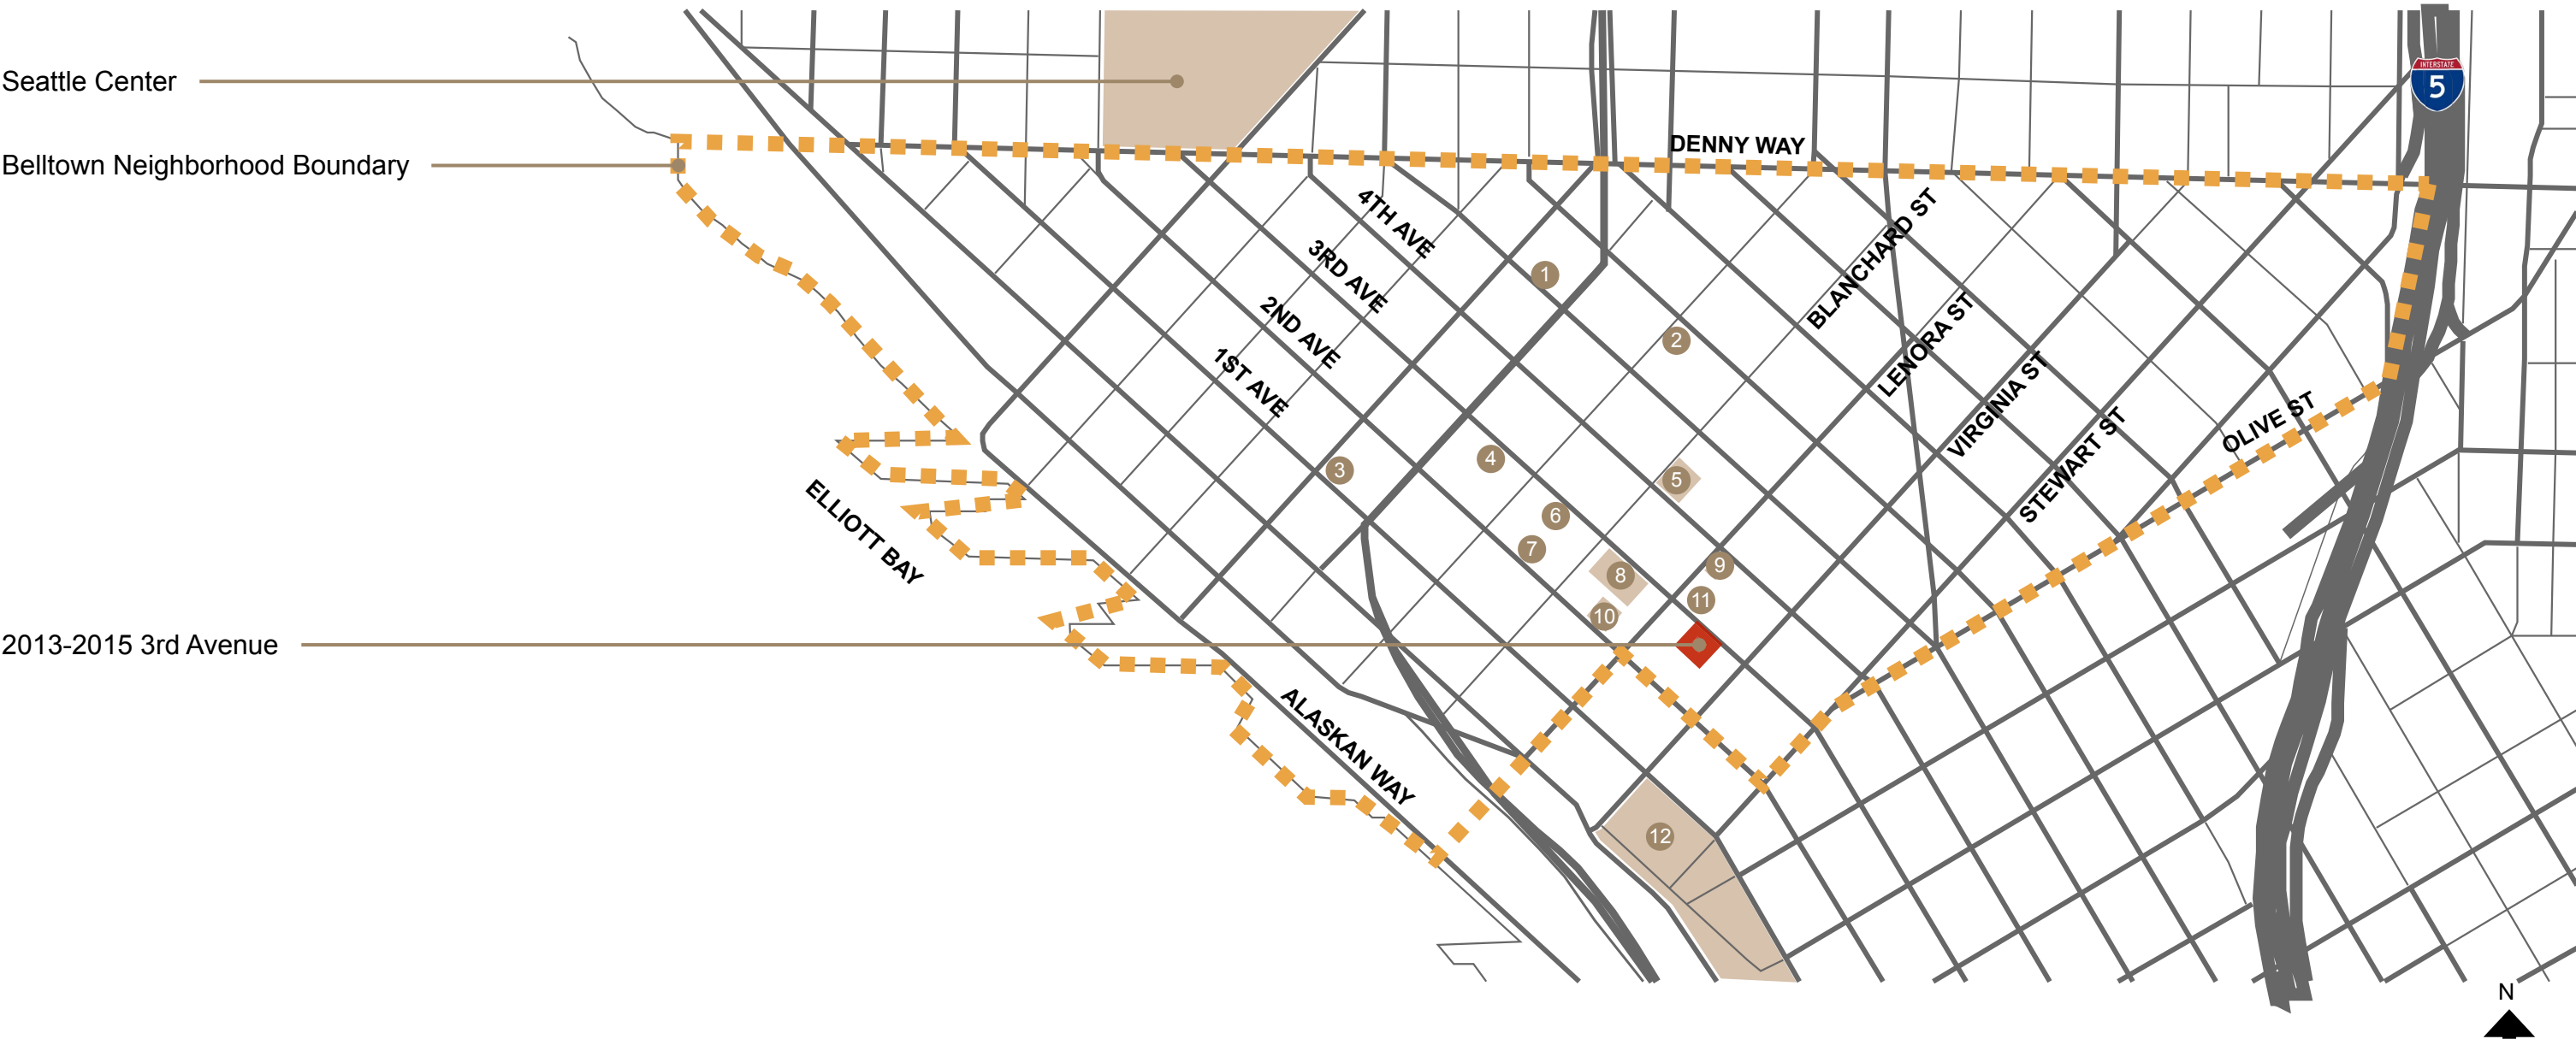 Seattle Center
Belltown Neighborhood Boundary
2013-2015 3rd Avenue
INTERSTATE
5
DENNY WAY
4TH AVE
3RD AVE
2ND AVE
1ST AVE
BLANCHARD ST
LENORA ST
VIRGINIA ST
STEWART ST
OLIVE ST
ELLIOTT BAY
ALASKAN WAY
1
2
3
4
5
6
7
8
9
10
11
12
N